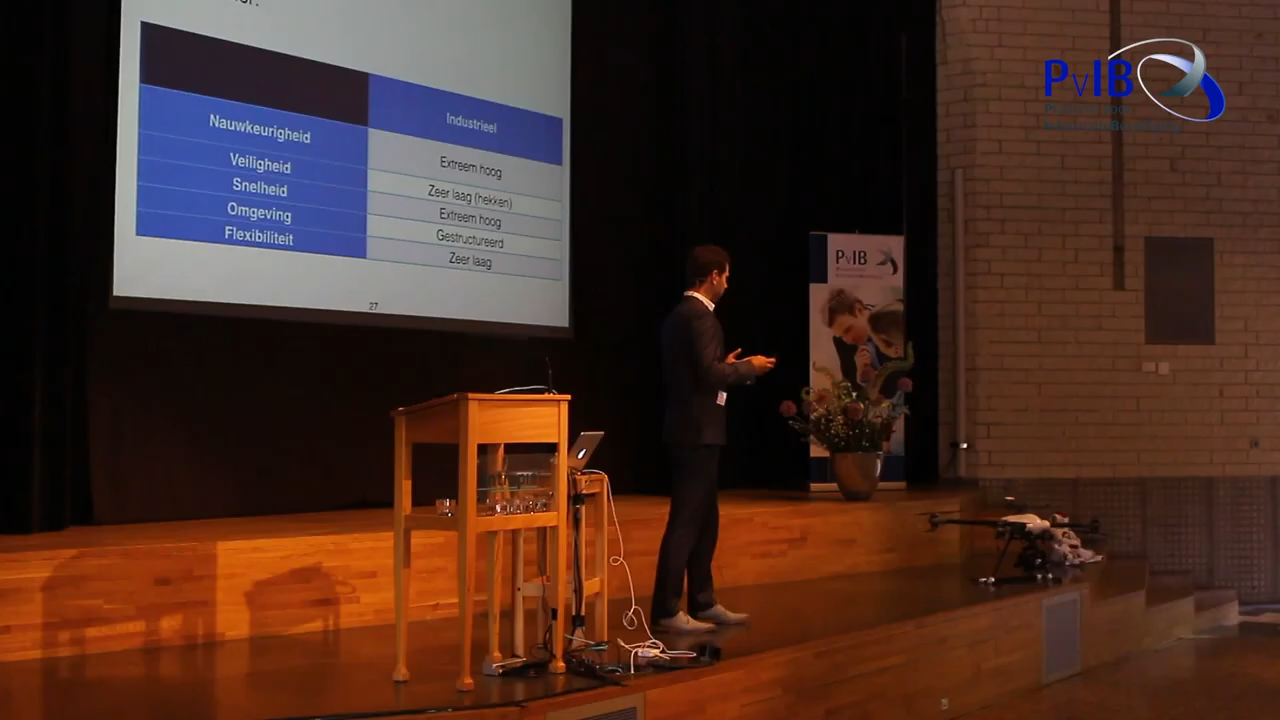 Industrieel
Nauwkeurigheid
Extreem hoog
Veiligheid
Zeer laag (hekken)
Snelheid
Extreem hoog
Omgeving
Gestructureerd
Flexibiliteit
Zeer laag
27
PvIB
PvIB